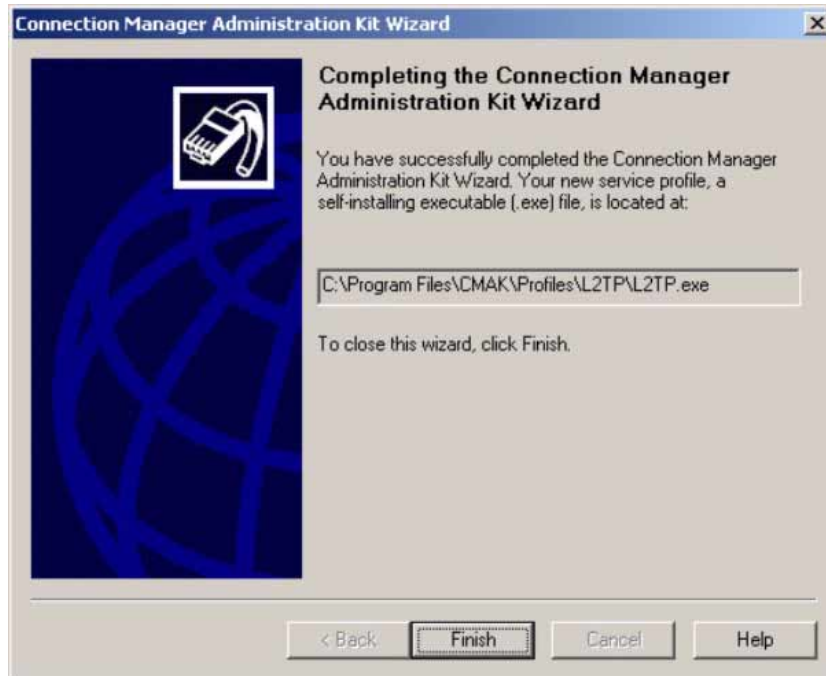 Connection Manager Administration Kit Wizard
Completing the Connection Manager
Administration Kit Wizard
You have successfully completed the Connection Manager
Administration Kit Wizard. Your new service profile, a
self-installing executable (.exe) file, is located at:
C:\Program Files\CMAK\Profiles\L2TP\L2TP.exe
To close this wizard, click Finish.
< Back
Finish
Cancel
Help